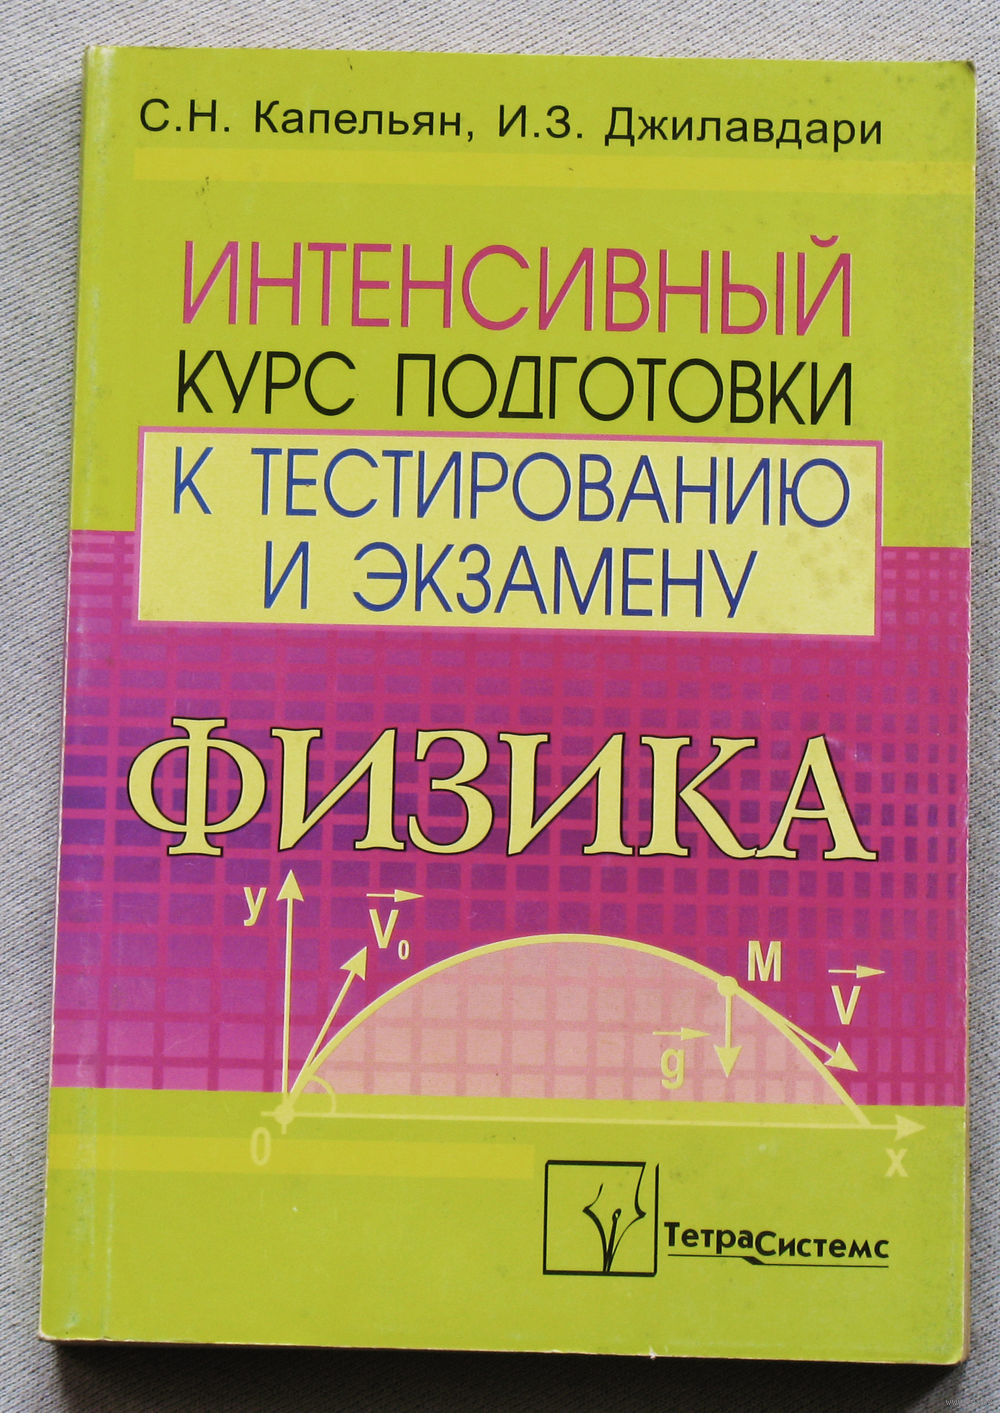 С.Н. Капельян, И.З. Джилавдари
ИНТЕНСИВНЫЙ
КУРС ПОДГОТОВКИ
К ТЕСТИРОВАНИЮ
И ЭКЗАМЕНУ
ФИЗИКА
y
V₀
M
V
g
0
x
ТетраСистемс